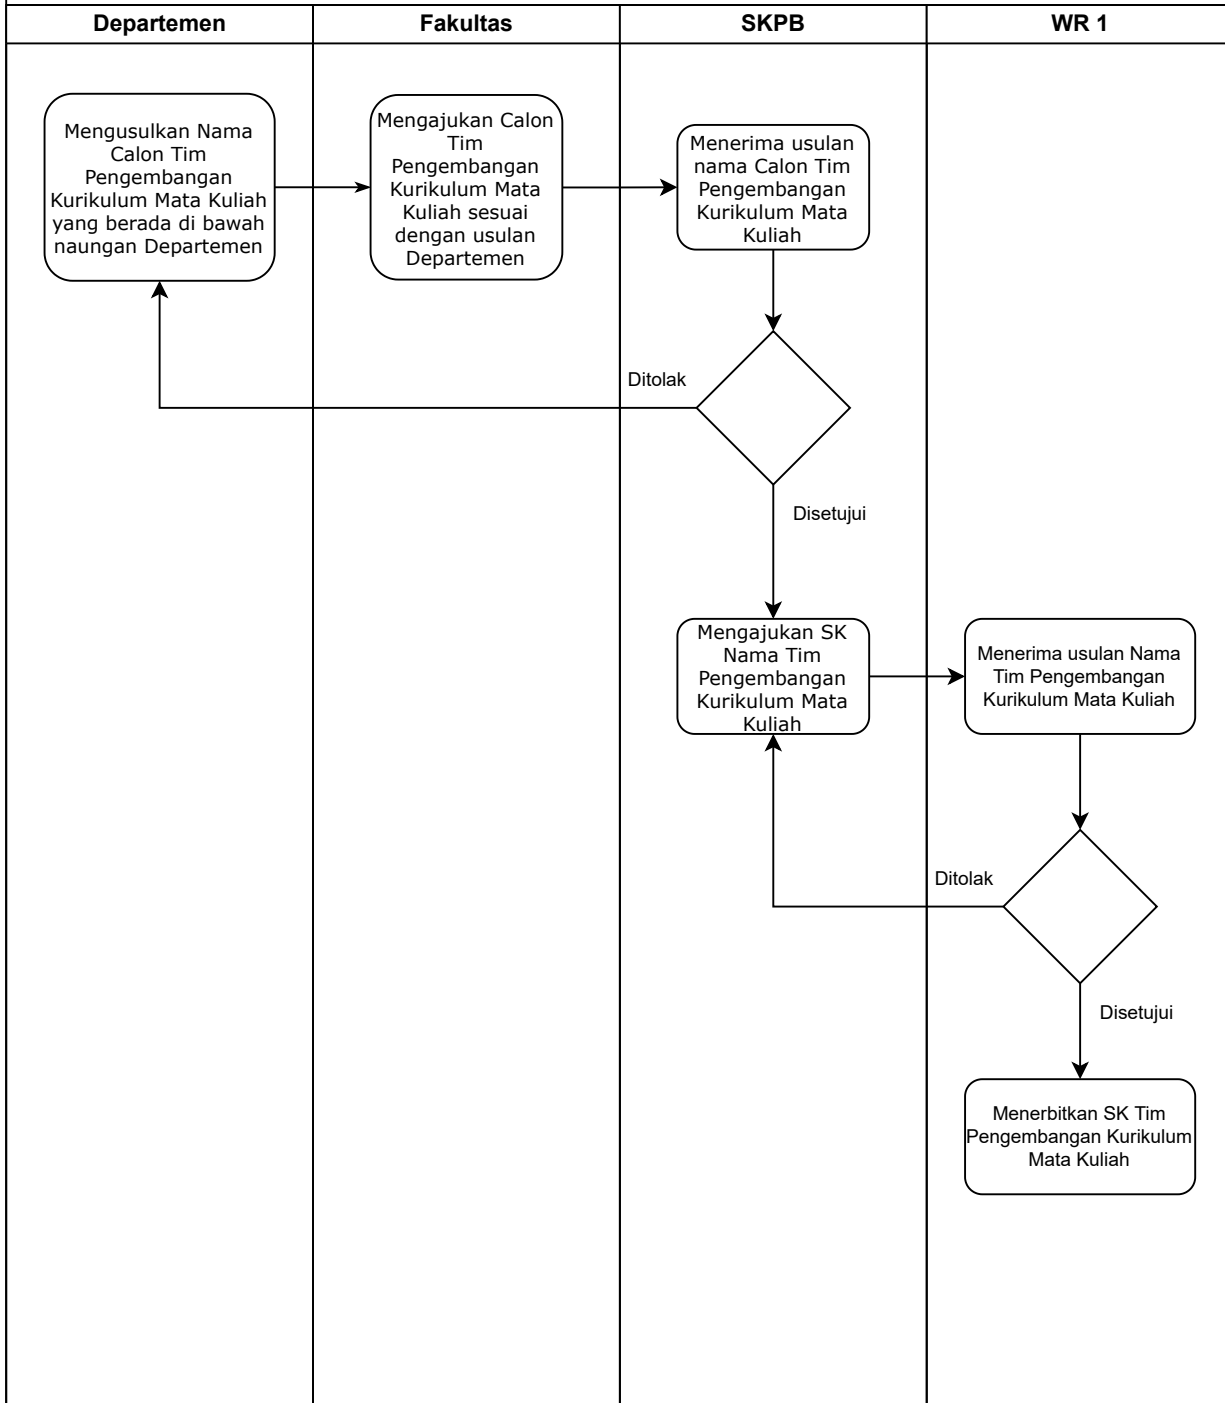 Departemen
Fakultas
SKPB
WR 1
Mengusulkan Nama
Calon Tim
Pengembangan
Kurikulum Mata Kuliah
yang berada di bawah
naungan Departemen
Mengajukan Calon
Tim
Pengembangan
Kurikulum Mata
Kuliah sesuai
dengan usulan
Departemen
Menerima usulan
nama Calon Tim
Pengembangan
Kurikulum Mata
Kuliah
Ditolak
Disetujui
Mengajukan SK
Nama Tim
Pengembangan
Kurikulum Mata
Kuliah
Menerima usulan Nama
Tim Pengembangan
Kurikulum Mata Kuliah
Ditolak
Disetujui
Menerbitkan SK Tim
Pengembangan Kurikulum
Mata Kuliah